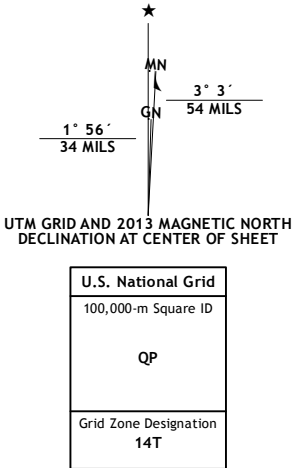 ★
MN
GN
3° 3´
54 MILS
1° 56´
34 MILS
UTM GRID AND 2013 MAGNETIC NORTH
DECLINATION AT CENTER OF SHEET
U.S. National Grid
100,000-m Square ID
QP
Grid Zone Designation
14T